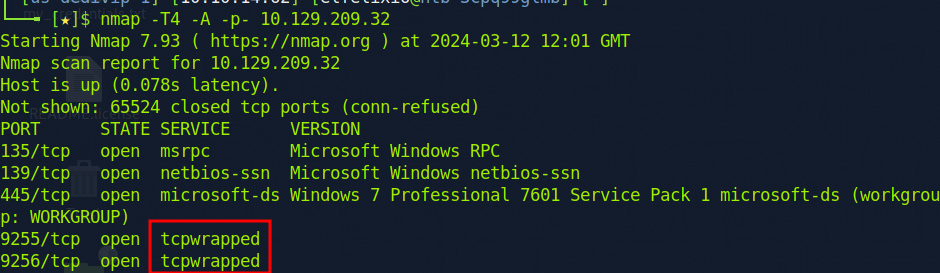 [★]$ nmap -T4 -A -p- 10.129.209.32
Starting Nmap 7.93 ( https://nmap.org ) at 2024-03-12 12:01 GMT
Nmap scan report for 10.129.209.32
Host is up (0.078s latency).
Not shown: 65524 closed tcp ports (conn-refused)
PORT     STATE SERVICE      VERSION
135/tcp  open  msrpc        Microsoft Windows RPC
139/tcp  open  netbios-ssn  Microsoft Windows netbios-ssn
445/tcp  open  microsoft-ds Windows 7 Professional 7601 Service Pack 1 microsoft-ds (workgrou
p: WORKGROUP)
9255/tcp open  tcpwrapped
9256/tcp open  tcpwrapped